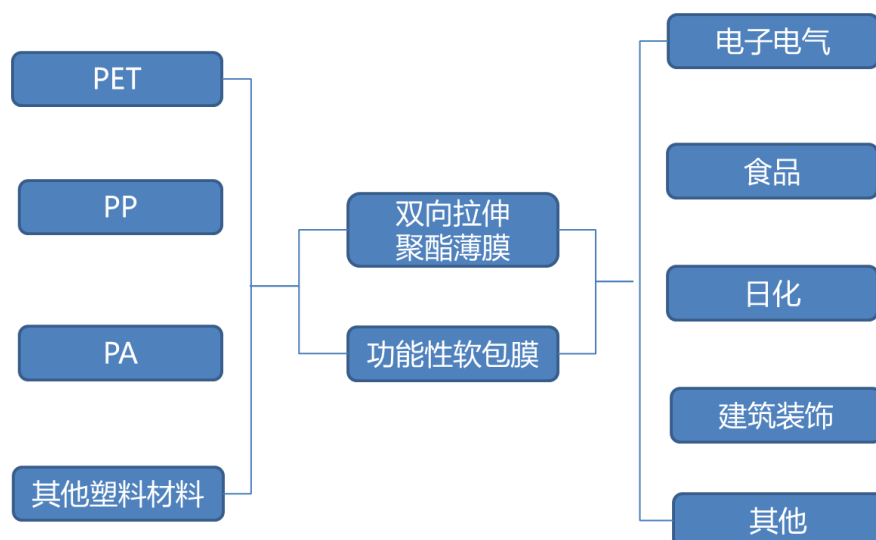 PET
PP
PA
其他塑料材料
双向拉伸
聚酯薄膜
功能性软包膜
电子电气
食品
日化
建筑装饰
其他